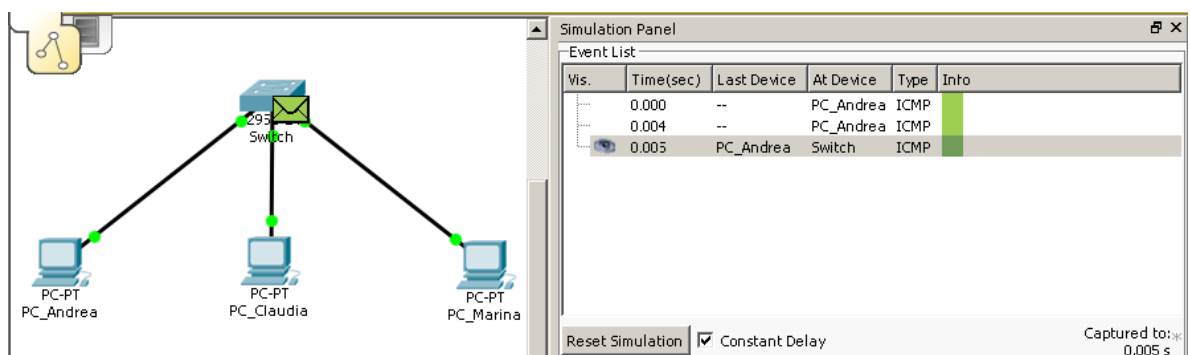 Switch
PC-PT
PC_Andrea
PC-PT
PC_Claudia
PC-PT
PC_Marina
Simulation Panel
Event List
Vis. Time(sec) Last Device At Device Type Info
0.000 -- PC_Andrea ICMP
0.004 -- PC_Andrea ICMP
0.005 PC_Andrea Switch ICMP
Reset Simulation Constant Delay
Captured to:
0.005 s